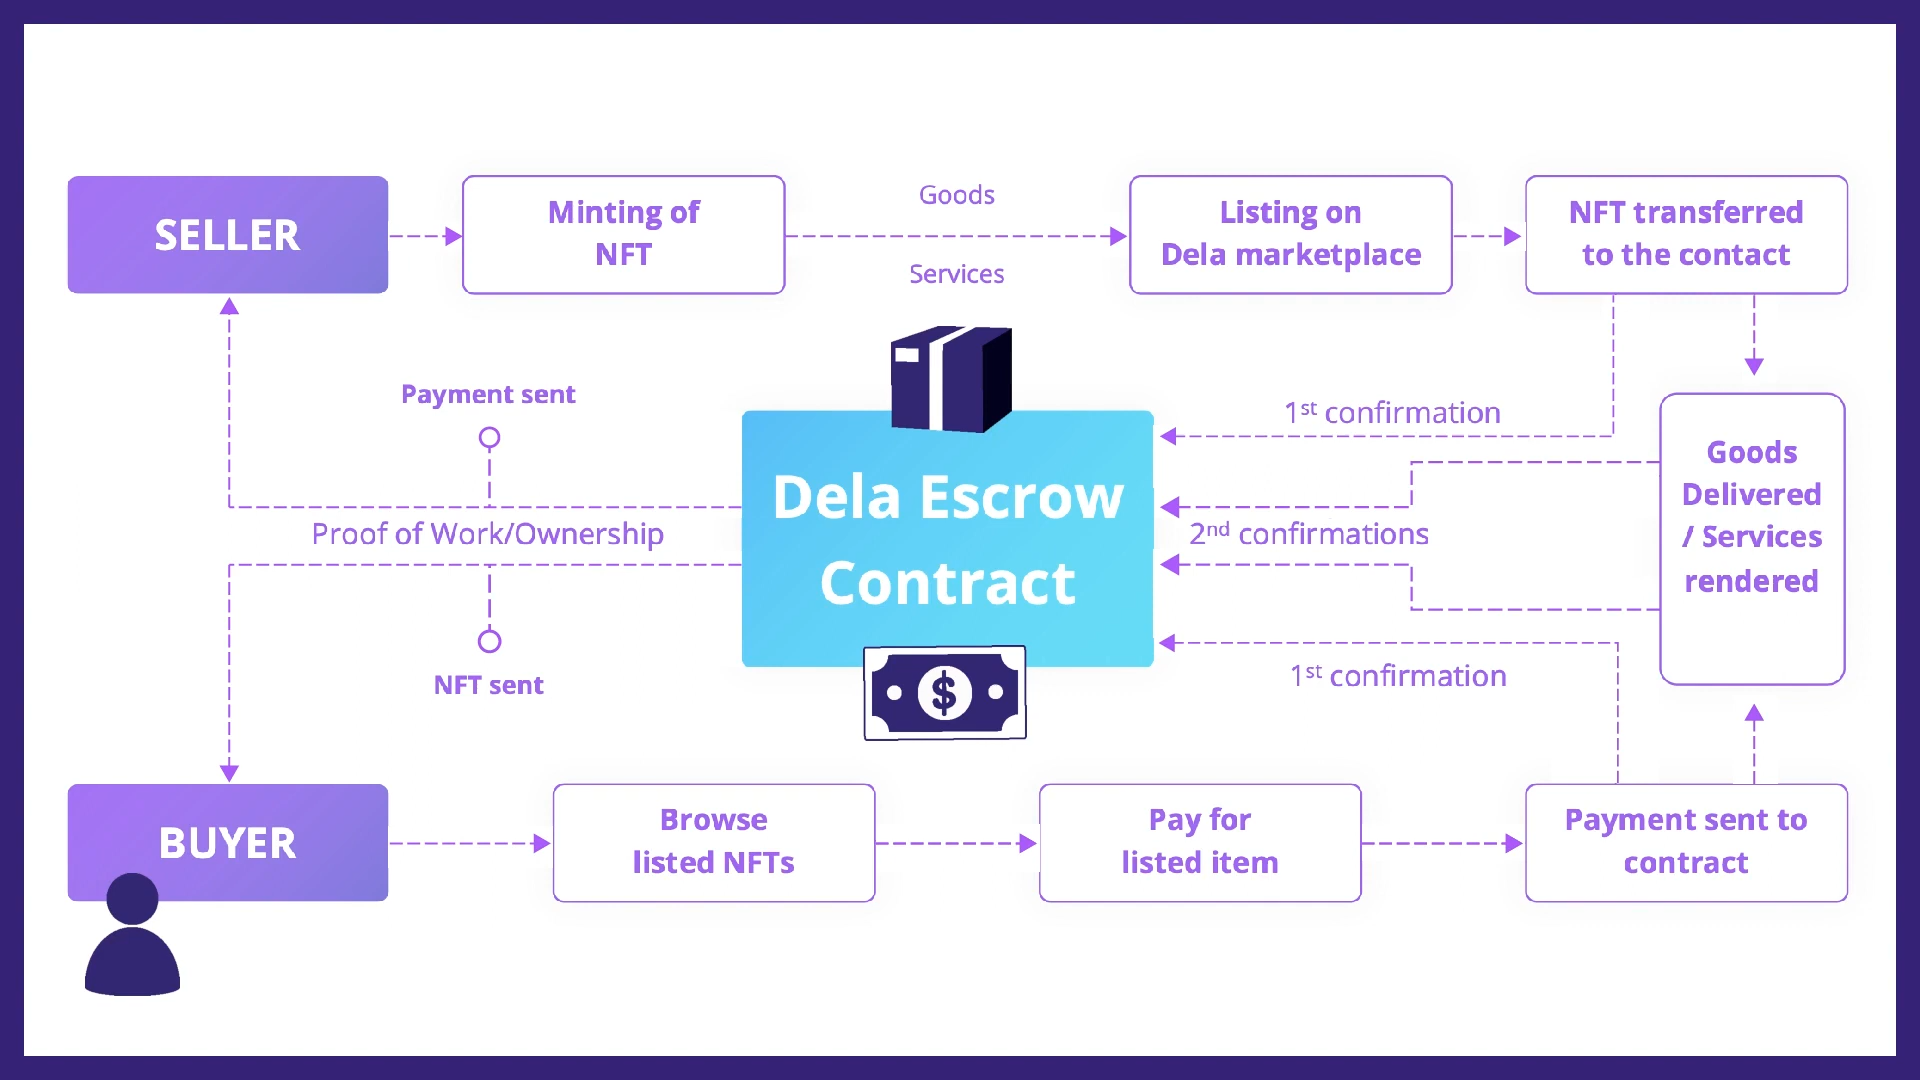 SELLER
Minting of
NFT
Goods
Services
Listing on
Dela marketplace
NFT transferred
to the contact
Payment sent
Proof of Work/Ownership
NFT sent
Dela Escrow
Contract
$
1st confirmation
2nd confirmations
1st confirmation
Goods
Delivered
/ Services
rendered
BUYER
Browse
listed NFTs
Pay for
listed item
Payment sent to
contract